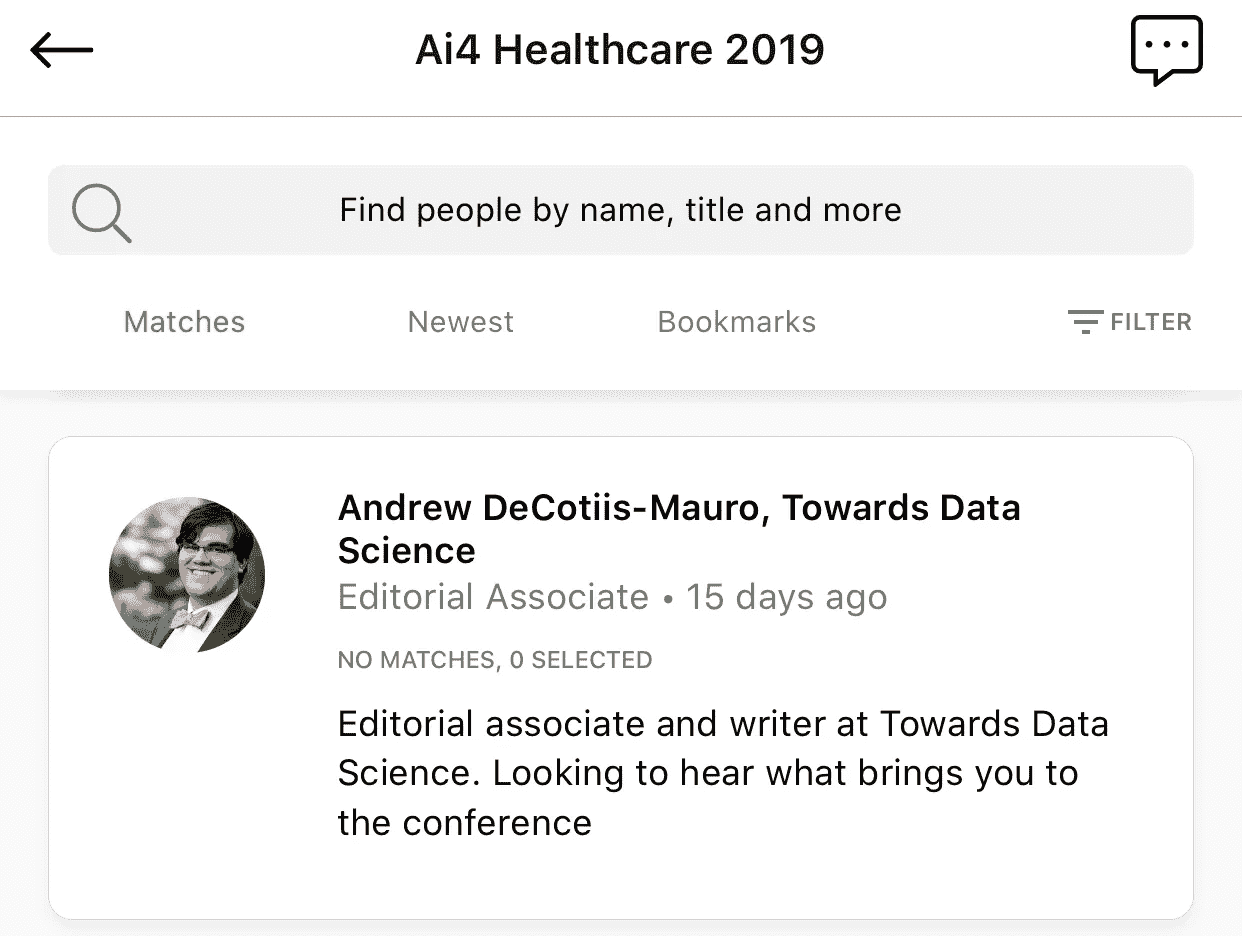 Ai4 Healthcare 2019
Find people by name, title and more
Matches
Newest
Bookmarks
FILTER
Andrew DeCotiis-Mauro, Towards Data
Science
Editorial Associate • 15 days ago
NO MATCHES, 0 SELECTED
Editorial associate and writer at Towards Data
Science. Looking to hear what brings you to
the conference